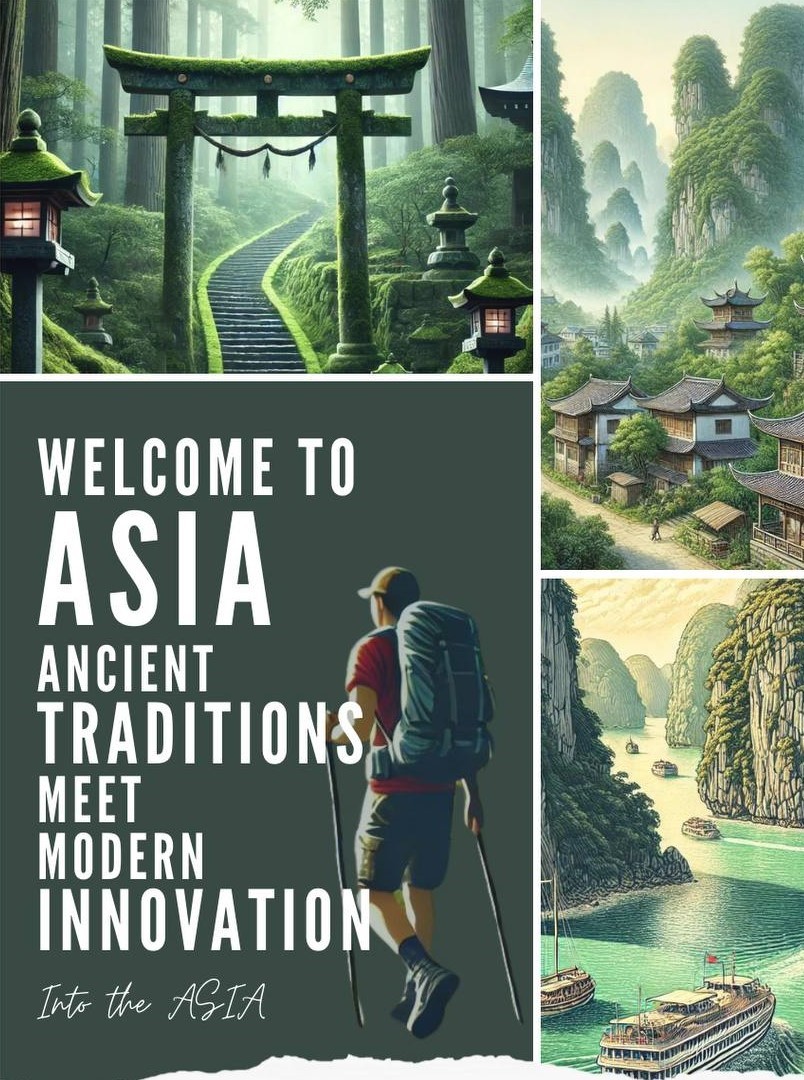 WELCOME TO
ASIA
ANCIENT
TRADITIONS
MEET
MODERN
INNOVATION
Into the ASIA